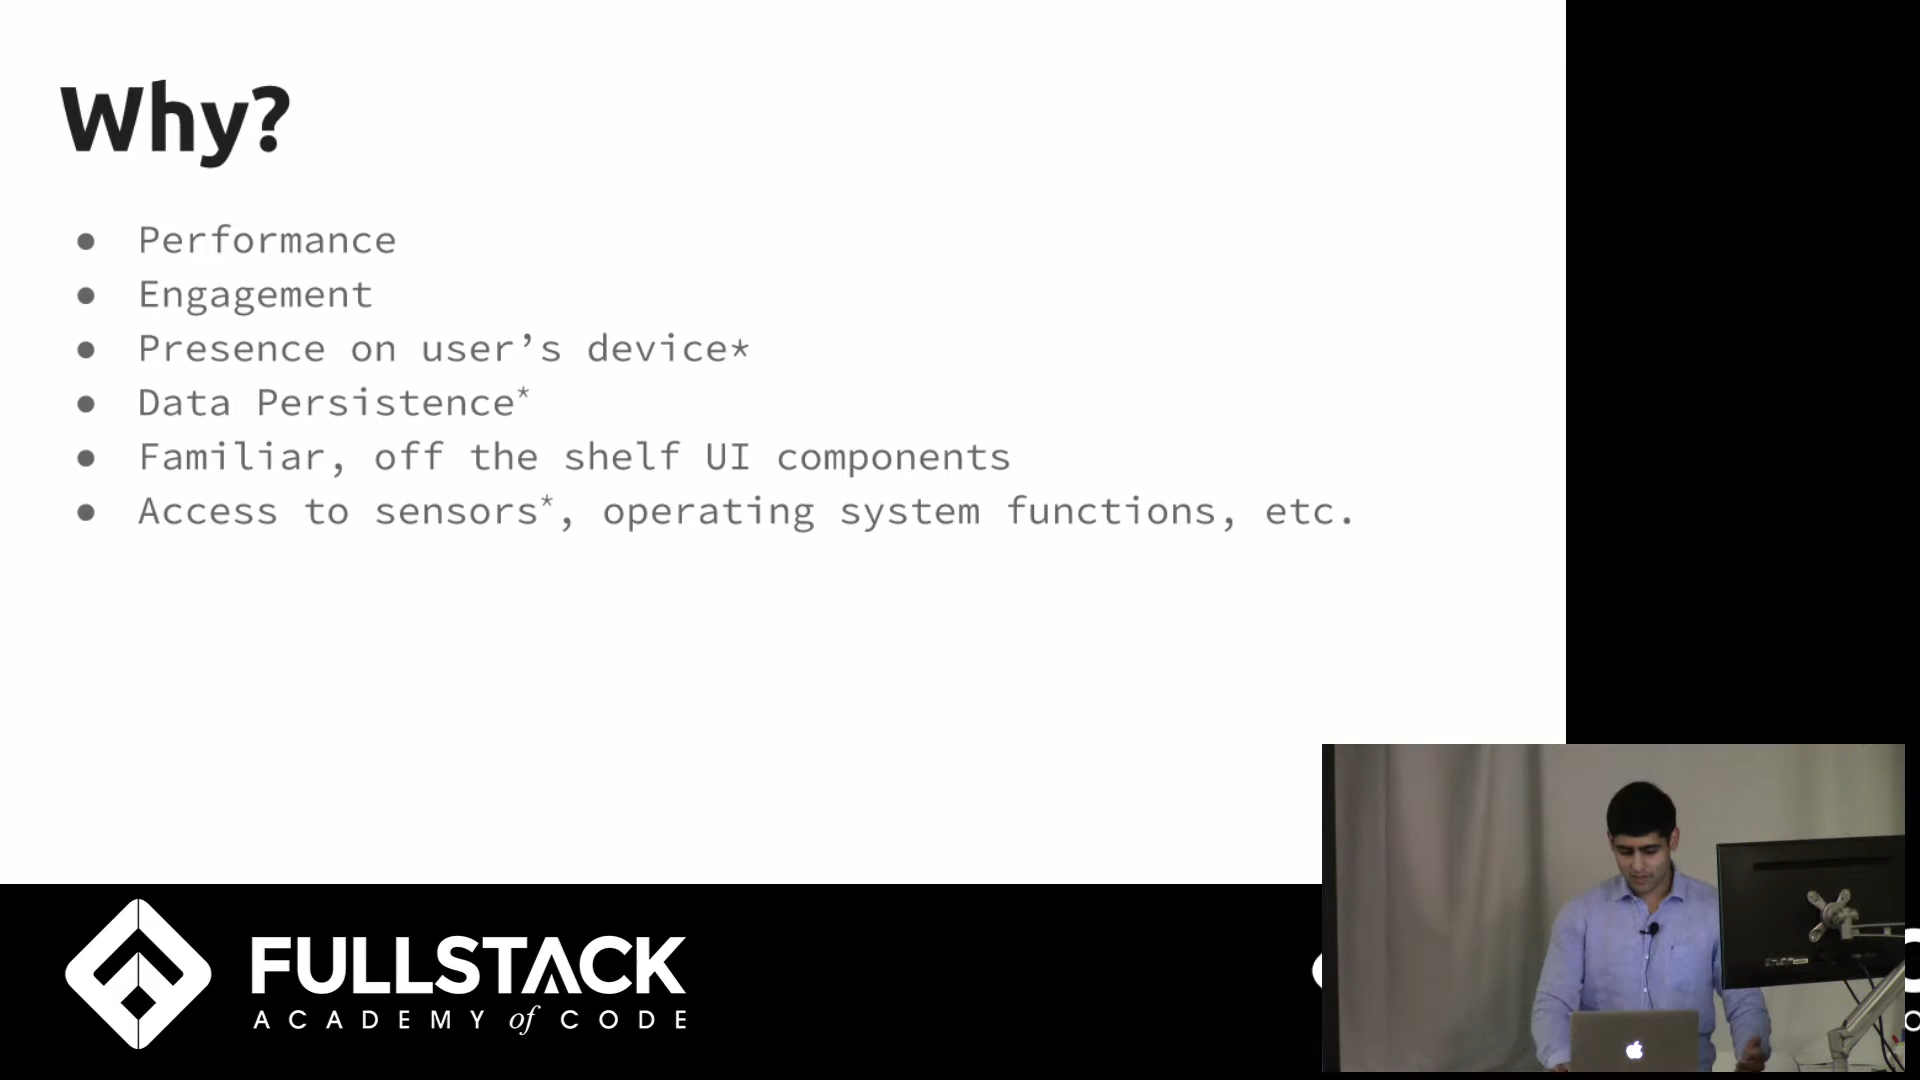 Why?
● Performance
● Engagement
● Presence on user’s device*
● Data Persistence*
● Familiar, off the shelf UI components
● Access to sensors*, operating system functions, etc.
FULLSTACK
ACADEMY of CODE